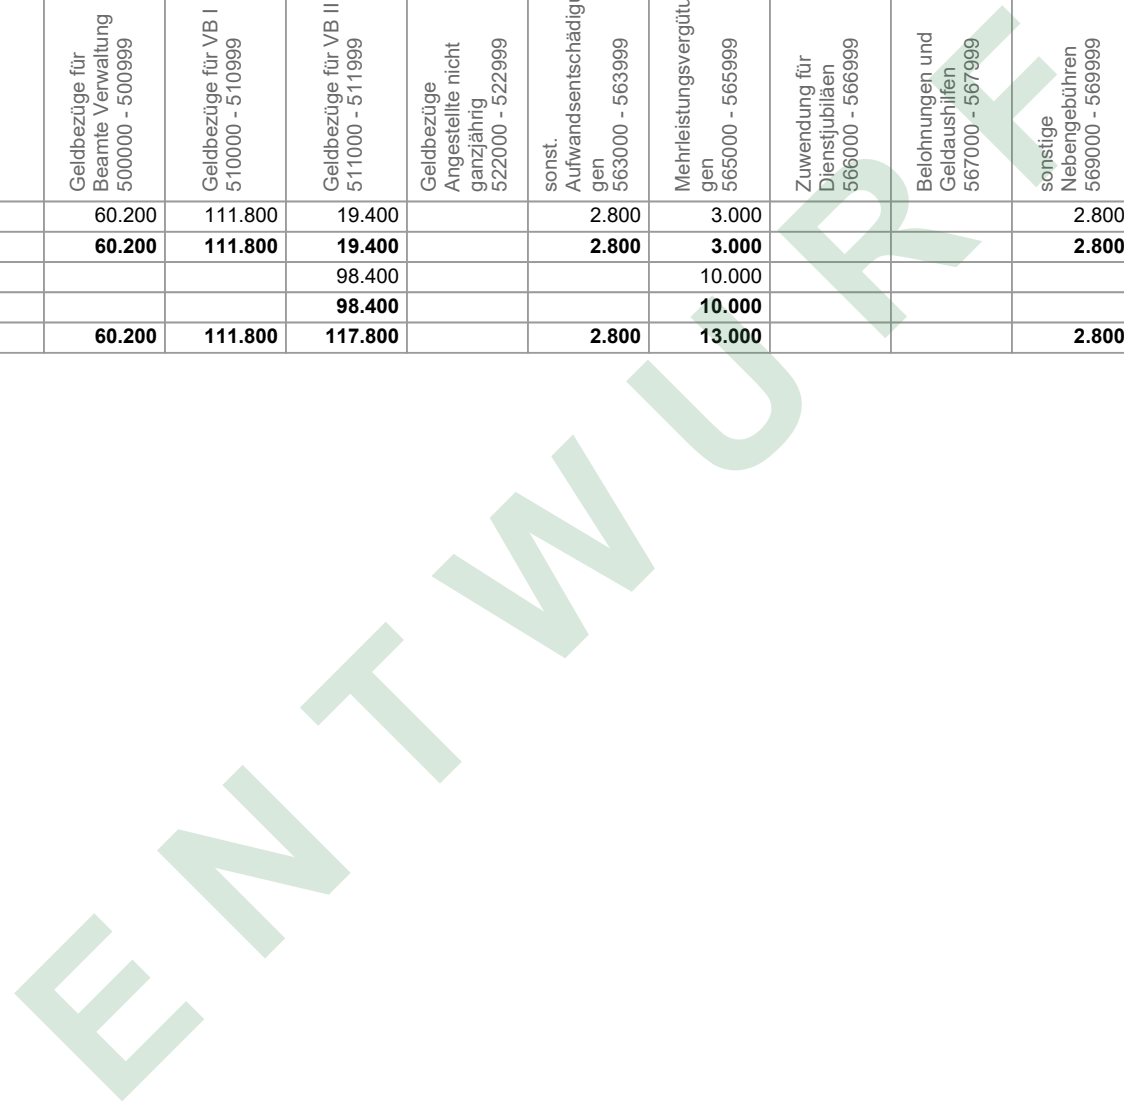 Geldbezüge für
Beamte Verwaltung
500000 - 500999
Geldbezüge für VB I
510000 - 510999
Geldbezüge für VB II
511000 - 511999
Geldbezüge
Angestellte nicht
ganzjährig
522000 - 522999
sonst.
Aufwandsentschädigu
gen
563000 - 563999
Mehrleistungsvergütu
gen
565000 - 565999
Zuwendung für
Dienstjubiläen
566000 - 566999
Belohnungen und
Geldaushilfen
567000 - 567999
sonstige
Nebengebühren
569000 - 569999
60.200 111.800 19.400 2.800 3.000 2.800
60.200 111.800 19.400 2.800 3.000 2.800
98.400 10.000
98.400 10.000
60.200 111.800 117.800 2.800 13.000 2.800
ENTWURF